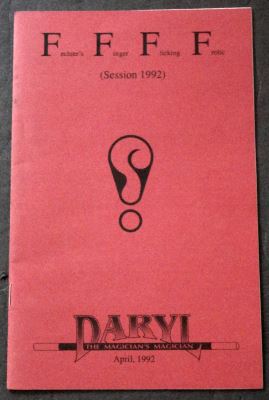 Fechter's Finger Flicking Frolic
(Session 1992)
DARYL
THE MAGICIAN'S MAGICIAN
April, 1992